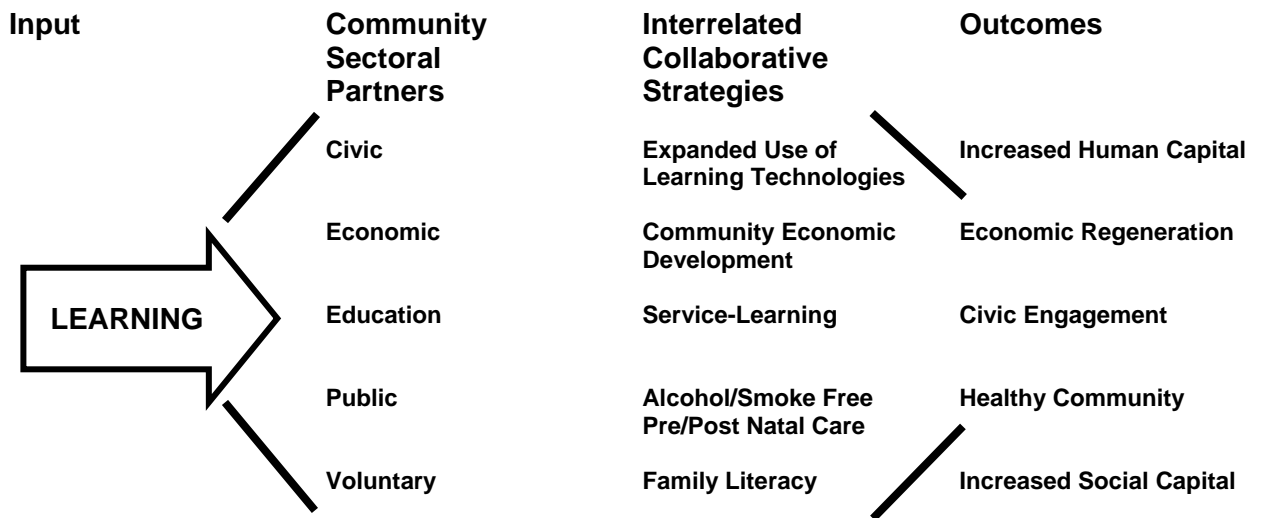 Input
Community
Sectoral
Partners
Interrelated
Collaborative
Strategies
Outcomes
Civic
Expanded Use of
Learning Technologies
Increased Human Capital
Economic
Community Economic
Development
Economic Regeneration
LEARNING
Education
Service-Learning
Civic Engagement
Public
Alcohol/Smoke Free
Pre/Post Natal Care
Healthy Community
Voluntary
Family Literacy
Increased Social Capital